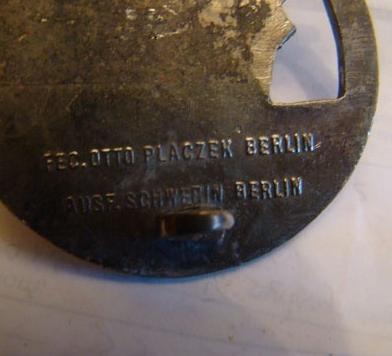 FEC. OTTO PLACZEK BERLIN
AUSF. SCHWERIN BERLIN